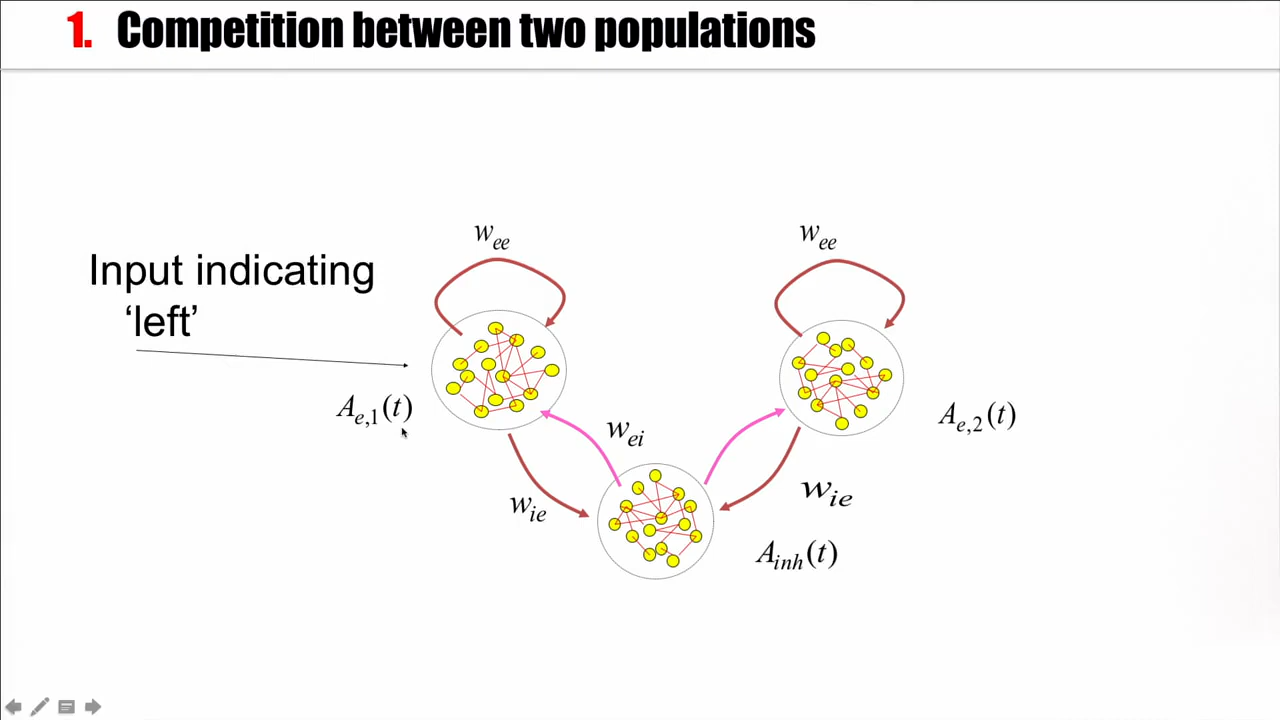 1. Competition between two populations
w_ee
w_ee
Input indicating
‘left’
A_e,1(t)
A_e,2(t)
w_ei
w_ie
w_ie
A_inh(t)